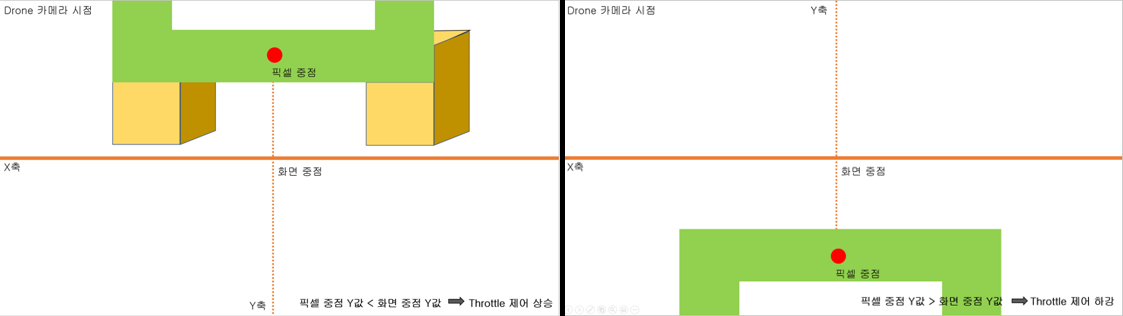 Drone 카메라 시점
픽셀 중점
X축
화면 중점
Y축
픽셀 중점 Y값 < 화면 중점 Y값 Throttle 제어 상승
Drone 카메라 시점
Y축
X축
화면 중점
픽셀 중점
픽셀 중점 Y값 > 화면 중점 Y값 Throttle 제어 하강